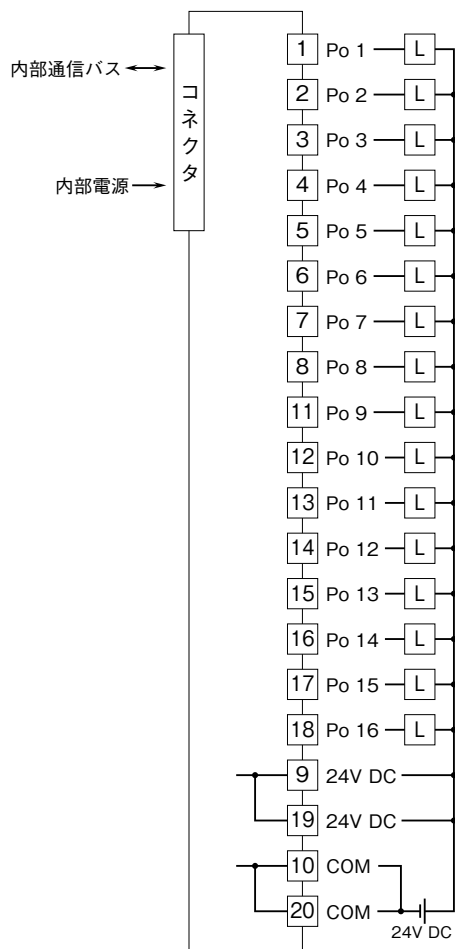 内部通信バス
コネクタ
内部電源
1 Po 1 L
2 Po 2 L
3 Po 3 L
4 Po 4 L
5 Po 5 L
6 Po 6 L
7 Po 7 L
8 Po 8 L
11 Po 9 L
12 Po 10 L
13 Po 11 L
14 Po 12 L
15 Po 13 L
16 Po 14 L
17 Po 15 L
18 Po 16 L
9 24V DC
19 24V DC
10 COM
20 COM
24V DC